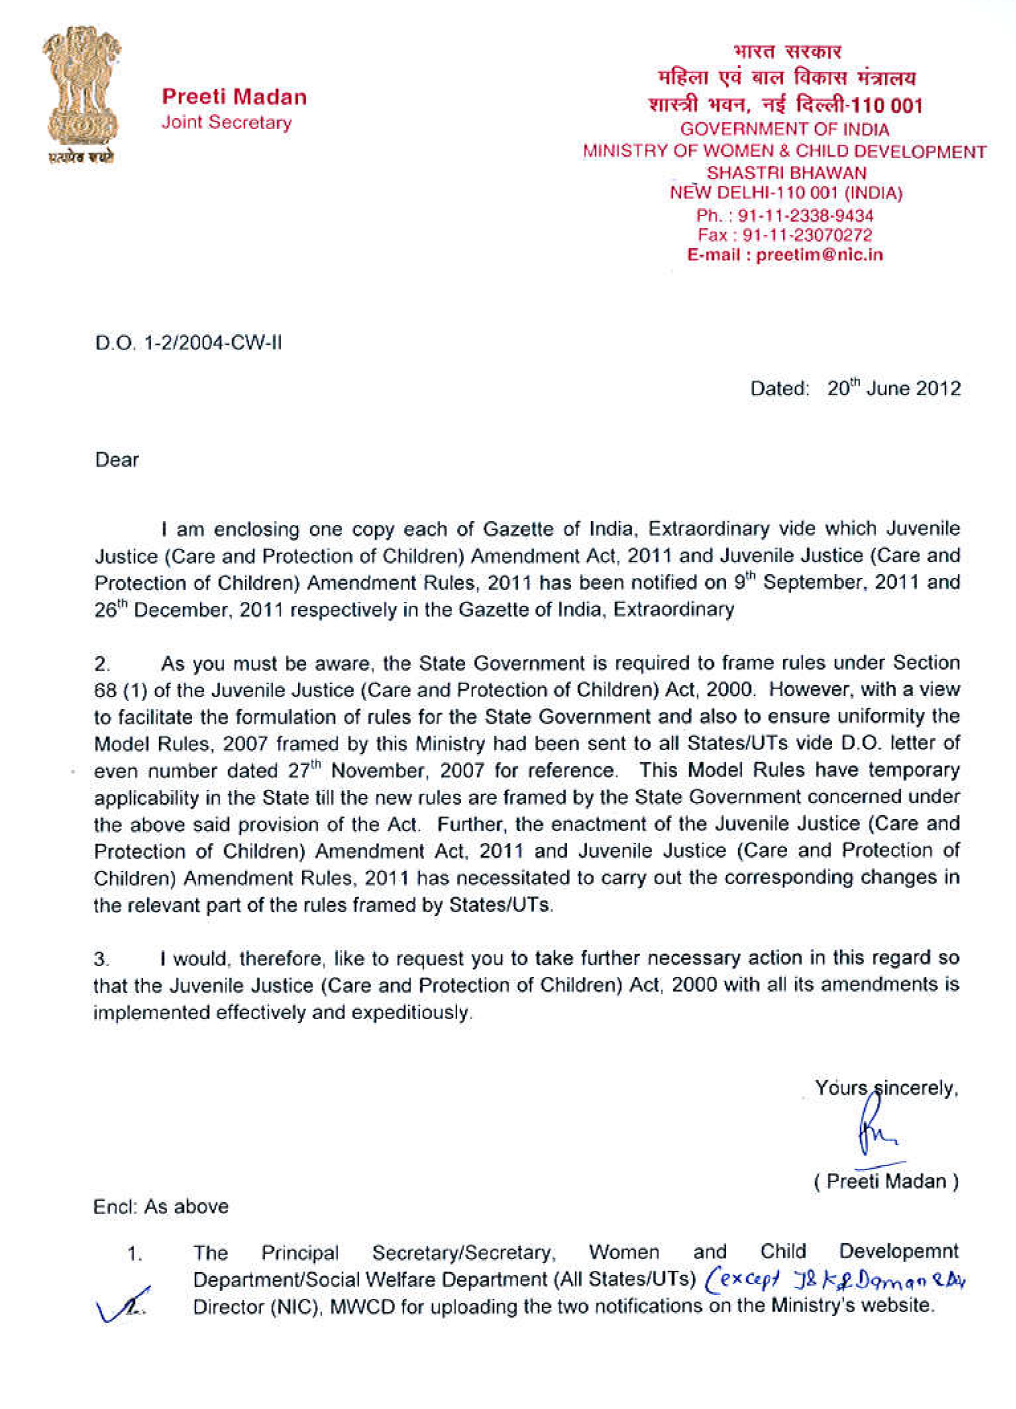 सत्यमेव जयते
Preeti Madan
Joint Secretary
भारत सरकार
महिला एवं बाल विकास मंत्रालय
शास्त्री भवन, नई दिल्ली-110 001
GOVERNMENT OF INDIA
MINISTRY OF WOMEN & CHILD DEVELOPMENT
SHASTRI BHAWAN
NEW DELHI-110 001 (INDIA)
Ph. : 91-11-2338-9434
Fax : 91-11-23070272
E-mail : preetim@nic.in
D.O. 1-2/2004-CW-II
Dated: 20th June 2012
Dear
I am enclosing one copy each of Gazette of India, Extraordinary vide which Juvenile
Justice (Care and Protection of Children) Amendment Act, 2011 and Juvenile Justice (Care and
Protection of Children) Amendment Rules, 2011 has been notified on 9th September, 2011 and
26th December, 2011 respectively in the Gazette of India, Extraordinary
2. As you must be aware, the State Government is required to frame rules under Section
68 (1) of the Juvenile Justice (Care and Protection of Children) Act, 2000. However, with a view
to facilitate the formulation of rules for the State Government and also to ensure uniformity the
Model Rules, 2007 framed by this Ministry had been sent to all States/UTs vide D.O. letter of
even number dated 27th November, 2007 for reference. This Model Rules have temporary
applicability in the State till the new rules are framed by the State Government concerned under
the above said provision of the Act. Further, the enactment of the Juvenile Justice (Care and
Protection of Children) Amendment Act, 2011 and Juvenile Justice (Care and Protection of
Children) Amendment Rules, 2011 has necessitated to carry out the corresponding changes in
the relevant part of the rules framed by States/UTs.
3. I would, therefore, like to request you to take further necessary action in this regard so
that the Juvenile Justice (Care and Protection of Children) Act, 2000 with all its amendments is
implemented effectively and expeditiously.
Yours sincerely,
( Preeti Madan )
Encl: As above
1. The Principal Secretary/Secretary, Women and Child Developemnt
Department/Social Welfare Department (All States/UTs) (except J&K & Daman &
2. Director (NIC), MWCD for uploading the two notifications on the Ministry's website.